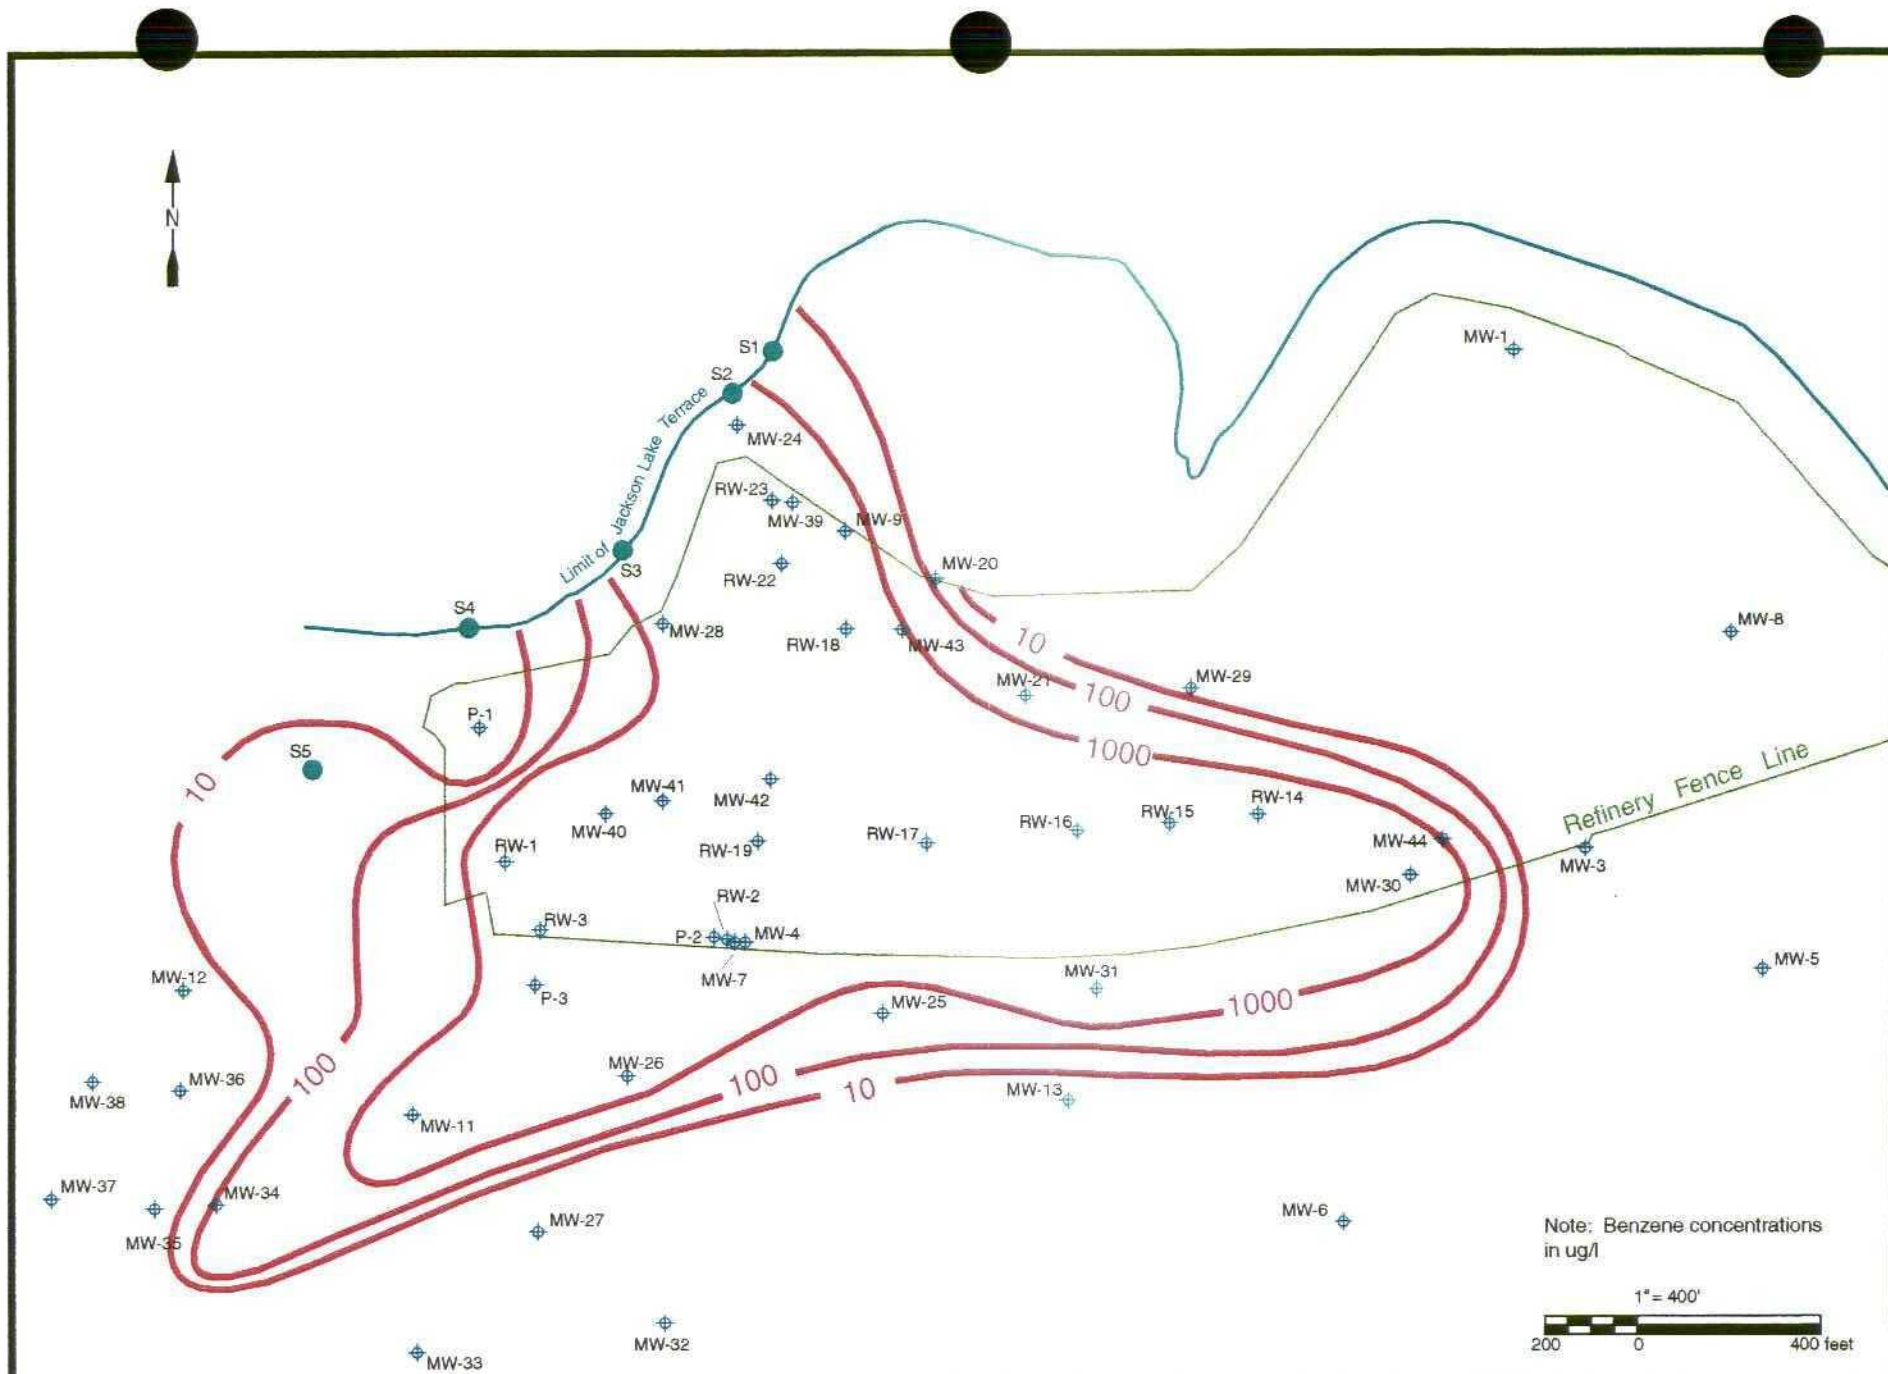 N
MW-1
S1
S2
Limit of Jackson Lake Terrace
MW-24
RW-23
MW-39
MW-9
S3
RW-22
MW-20
S4
MW-28
RW-18
MW-43
10
MW-8
MW-21
MW-29
100
P-1
1000
S5
10
Refinery Fence Line
MW-41
MW-42
MW-40
RW-14
RW-15
RW-16
RW-17
RW-19
RW-1
MW-44
MW-3
MW-30
RW-2
RW-3
P-2
MW-4
MW-7
MW-31
MW-5
MW-12
P-3
MW-25
1000
MW-26
MW-36
MW-38
100
100
10
MW-13
MW-11
MW-37
MW-34
MW-35
MW-27
MW-6
Note: Benzene concentrations
in ug/l
1"= 400'
200 0 400 feet
MW-32
MW-33